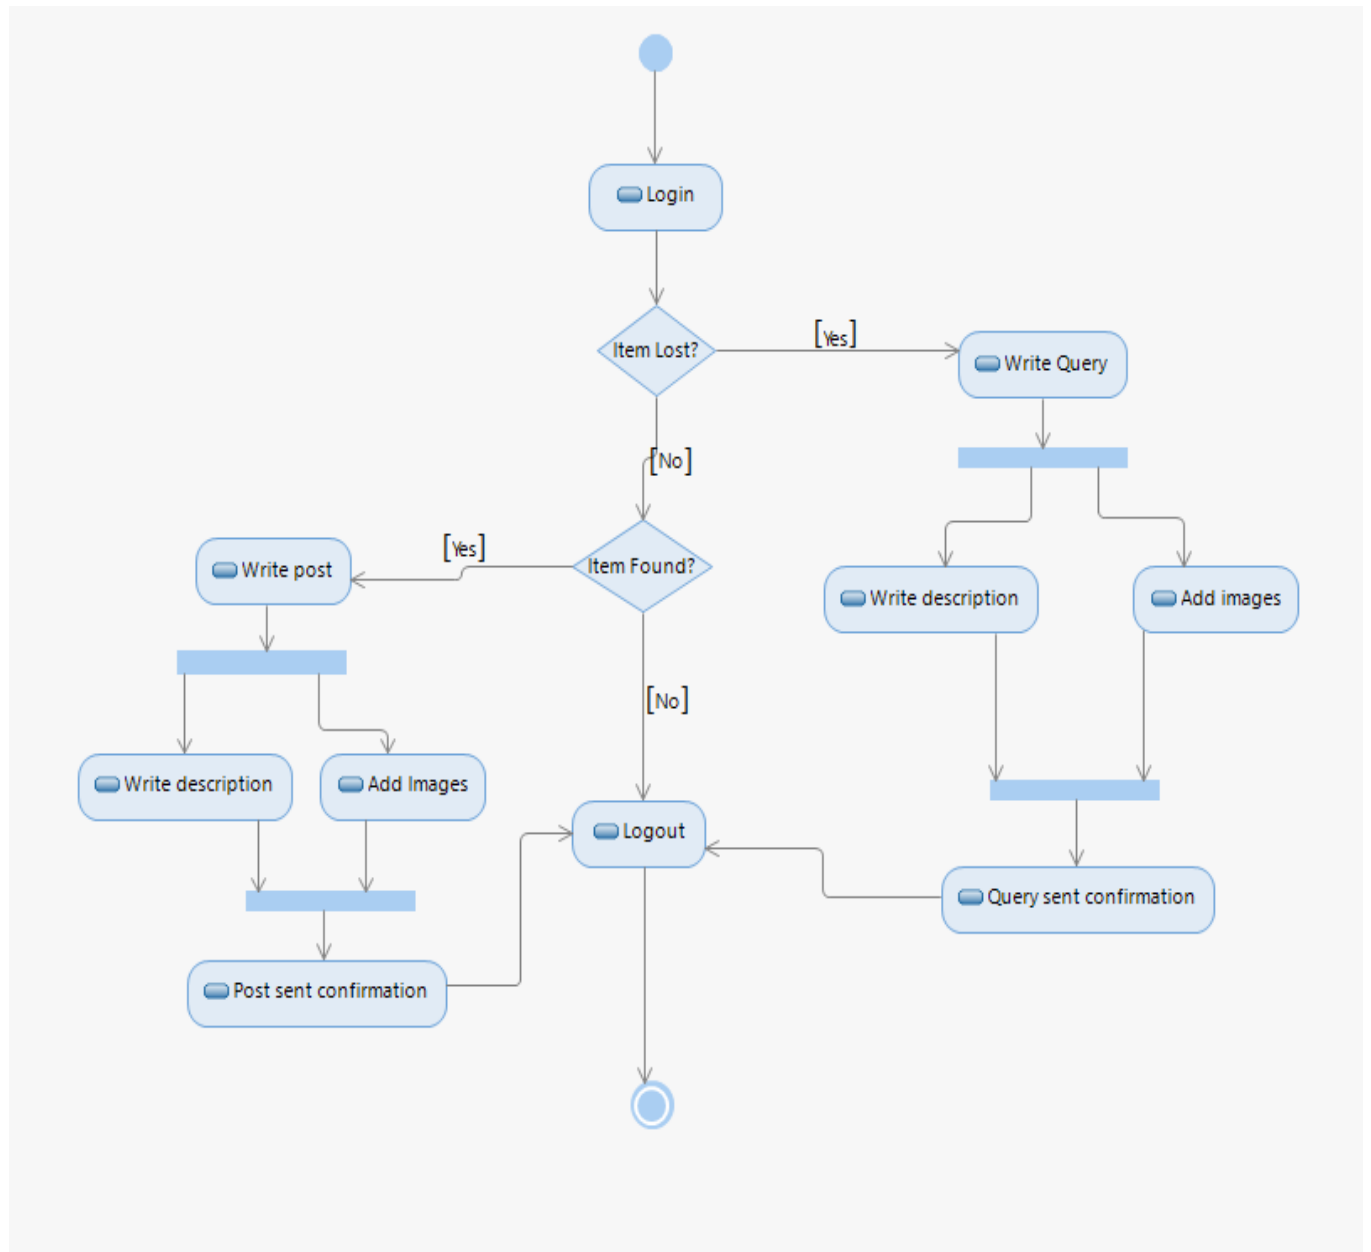 Login
Item Lost?
[Yes]
Write Query
[No]
Item Found?
[Yes]
Write post
Write description
Add images
[No]
Write description
Add Images
Logout
Query sent confirmation
Post sent confirmation